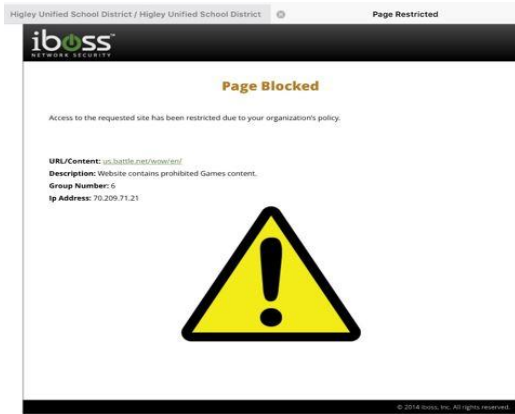 Higley Unified School District / Higley Unified School District
Page Restricted
iboss
NETWORK SECURITY
Page Blocked
Access to the requested site has been restricted due to your organization's policy.
URL/Content: us.battle.net/wow/en/
Description: Website contains prohibited Games content.
Group Number: 6
Ip Address: 70.209.71.21
!
© 2014 iboss, Inc. All rights reserved.